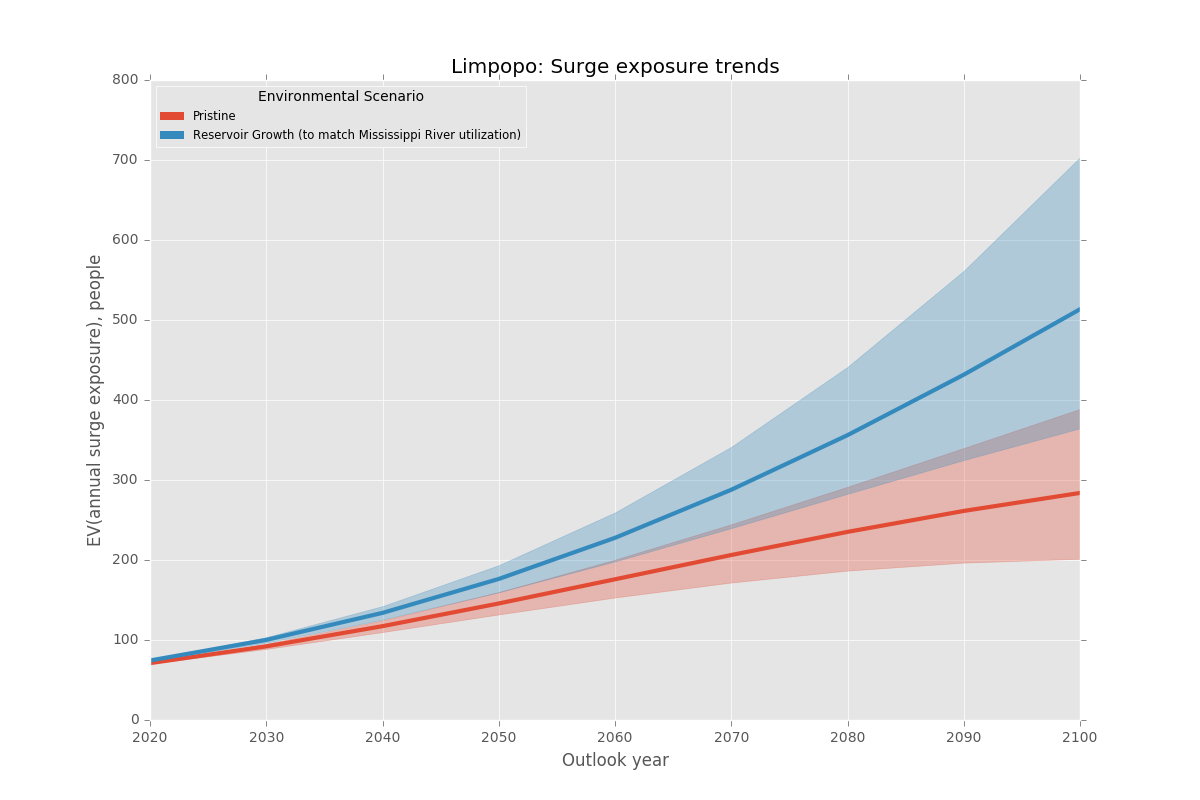 Limpopo: Surge exposure trends
Environmental Scenario
Pristine
Reservoir Growth (to match Mississippi River utilization)
EV(annual surge exposure), people
800
700
600
500
400
300
200
100
0
2020 2030 2040 2050 2060 2070 2080 2090 2100
Outlook year